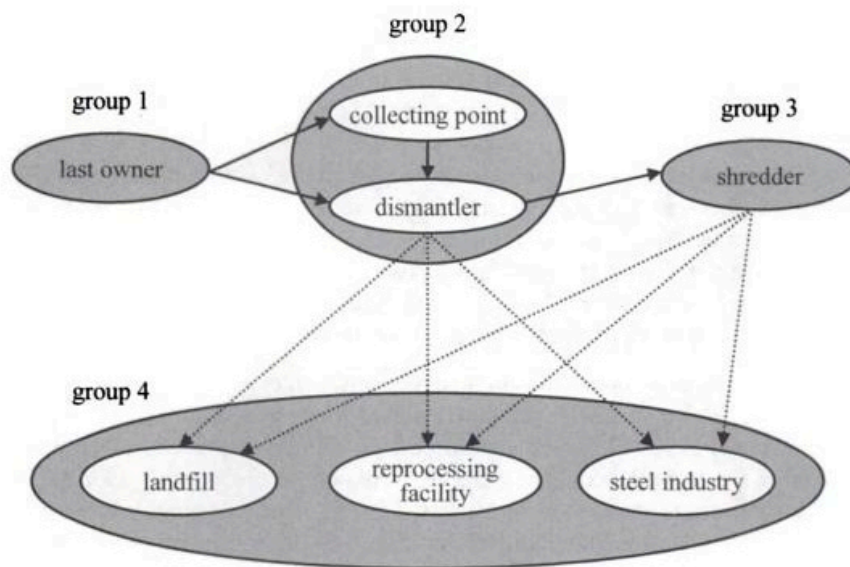 group 2
group 1
collecting point
group 3
last owner
shredder
dismantler
group 4
landfill
reprocessing
facility
steel industry